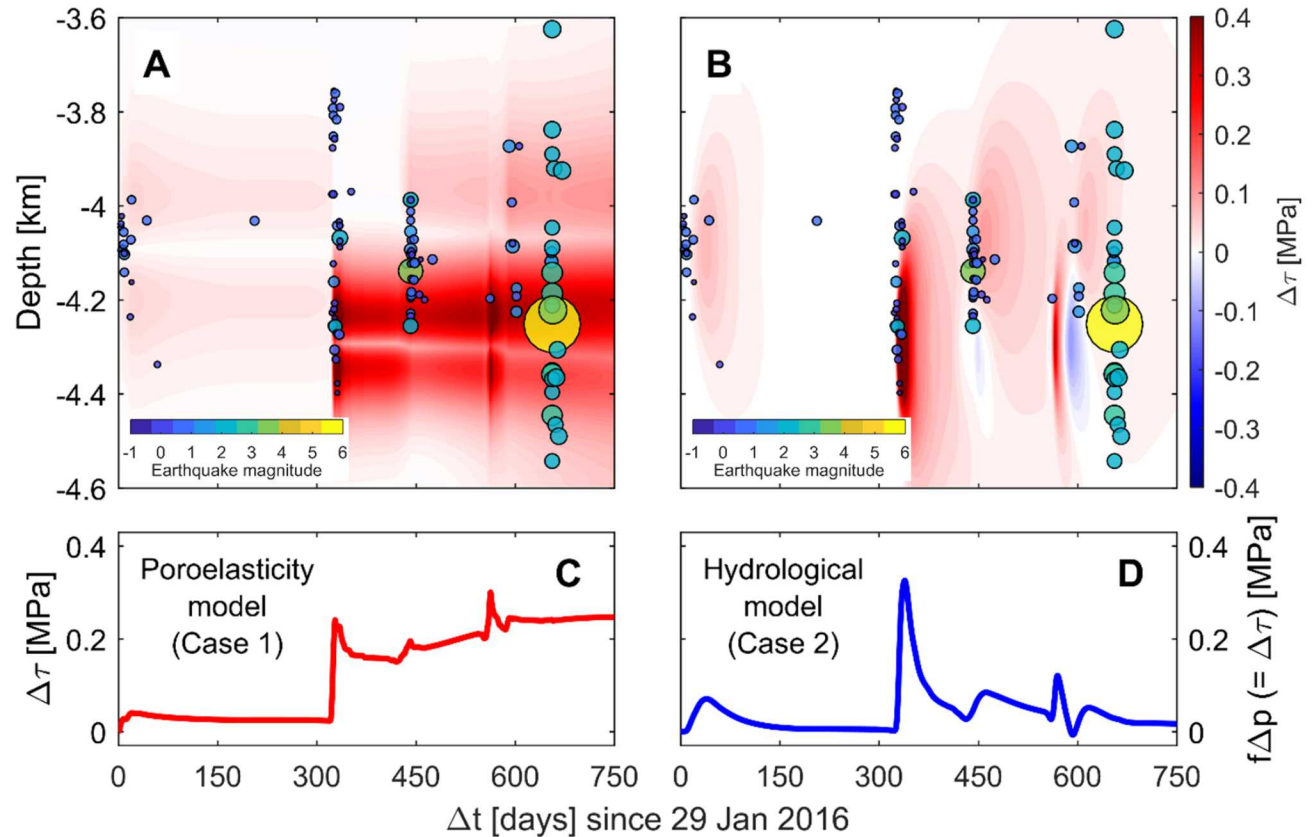 A
B
-3.6
-3.8
-4
-4.2
-4.4
-4.6
Depth [km]
-1 0 1 2 3 4 5 6
Earthquake magnitude
-1 0 1 2 3 4 5 6
Earthquake magnitude
0.4
0.3
0.2
0.1
0
-0.1
-0.2
-0.3
-0.4
Δτ [MPa]
0.4
0.2
0
Δτ [MPa]
Poroelasticity
model
(Case 1)
C
Hydrological
model
(Case 2)
D
0.4
0.2
0
fΔp (= Δτ) [MPa]
0 150 300 450 600 750
0 150 300 450 600 750
Δt [days] since 29 Jan 2016